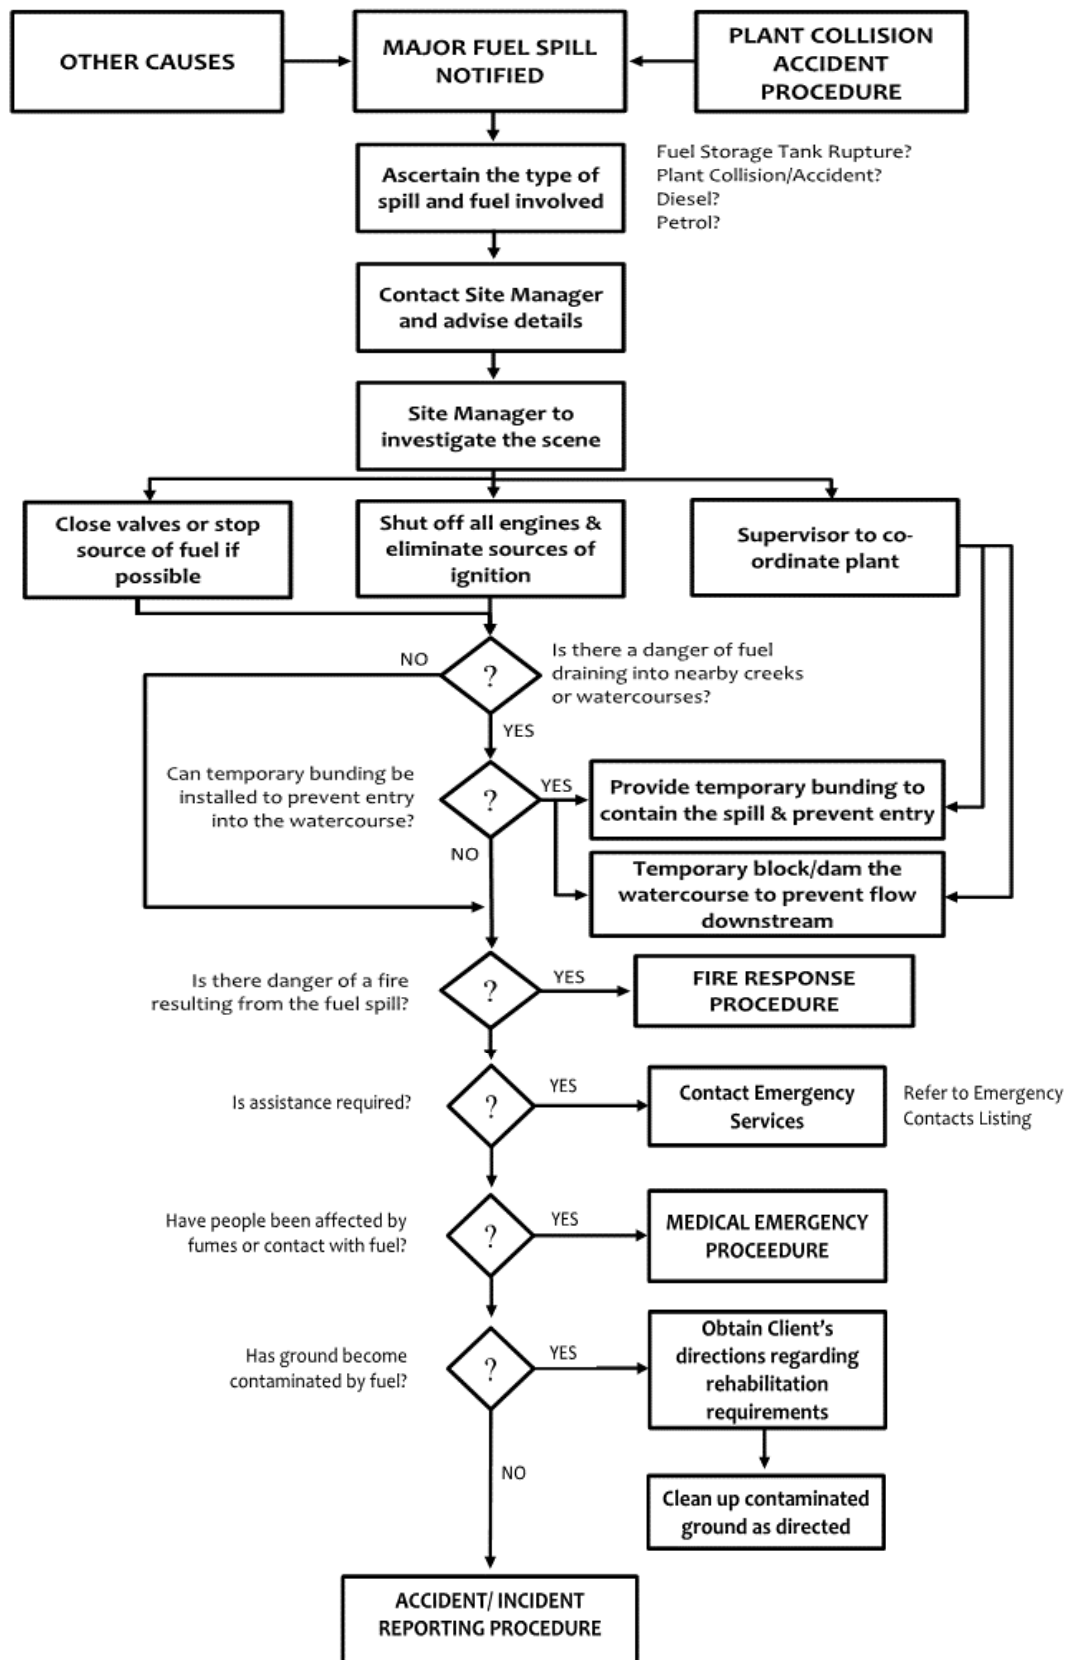 OTHER CAUSES
MAJOR FUEL SPILL
NOTIFIED
PLANT COLLISION
ACCIDENT
PROCEDURE
Ascertain the type of
spill and fuel involved
Fuel Storage Tank Rupture?
Plant Collision/Accident?
Diesel?
Petrol?
Contact Site Manager
and advise details
Site Manager to
investigate the scene
Close valves or stop
source of fuel if
possible
Shut off all engines &
eliminate sources of
ignition
Supervisor to co-
ordinate plant
NO
?
Is there a danger of fuel
draining into nearby creeks
or watercourses?
YES
Can temporary bunding be
installed to prevent entry
into the watercourse?
?
YES
Provide temporary bunding to
contain the spill & prevent entry
NO
Temporary block/dam the
watercourse to prevent flow
downstream
Is there danger of a fire
resulting from the fuel spill?
?
YES
FIRE RESPONSE
PROCEDURE
Is assistance required?
?
YES
Contact Emergency
Services
Refer to Emergency
Contacts Listing
Have people been affected by
fumes or contact with fuel?
?
YES
MEDICAL EMERGENCY
PROCEEDURE
Has ground become
contaminated by fuel?
?
YES
Obtain Client's
directions regarding
rehabilitation
requirements
NO
Clean up contaminated
ground as directed
ACCIDENT/ INCIDENT
REPORTING PROCEDURE